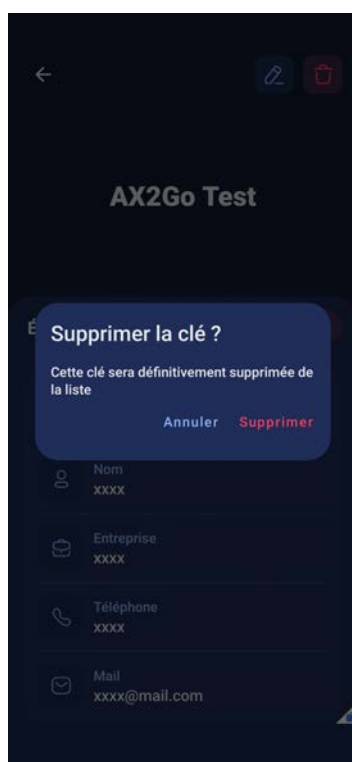 AX2Go Test
É
Supprimer la clé ?
Cette clé sera définitivement supprimée de
la liste
Annuler Supprimer
Nom
xxxx
Entreprise
xxxx
Téléphone
xxxx
Mail
xxxx@mail.com